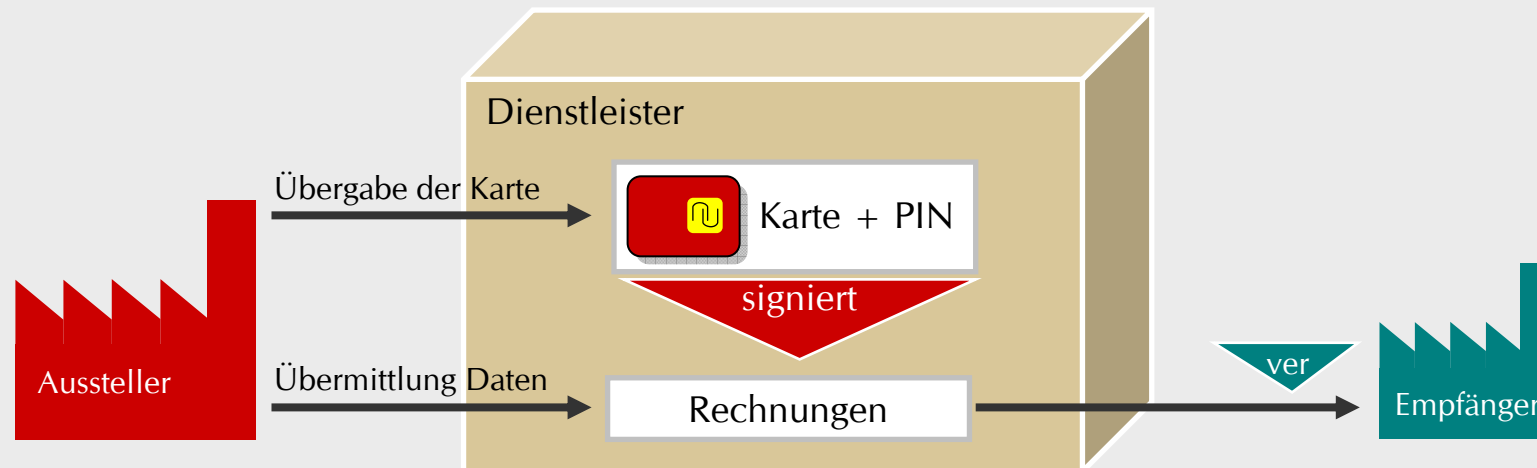 Dienstleister
Übergabe der Karte
Karte + PIN
signiert
Aussteller
Übermittlung Daten
Rechnungen
ver
Empfänger